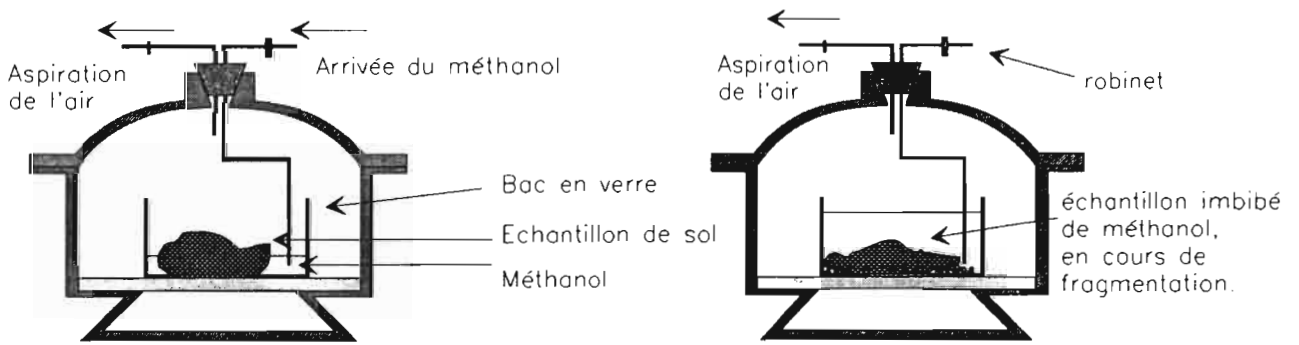 Aspiration
de l'air
Arrivée du méthanol
Bac en verre
Echantillon de sol
Méthanol
Aspiration
de l'air
robinet
échantillon imbibé
de méthanol,
en cours de
fragmentation.